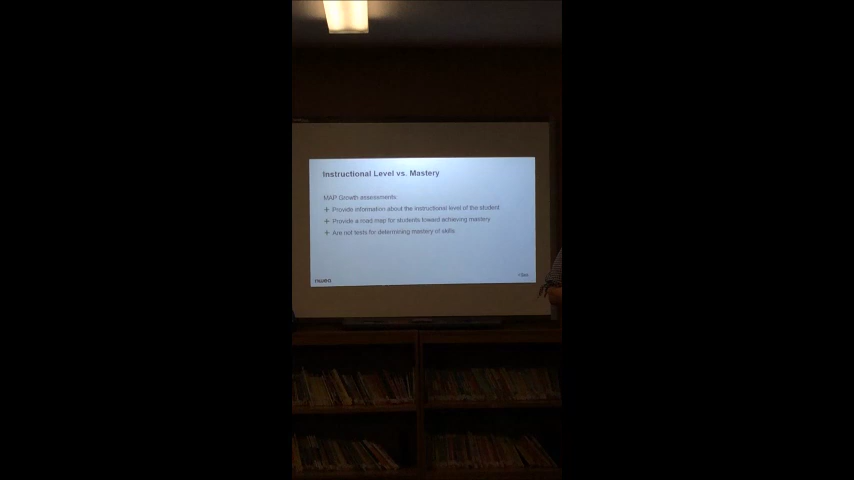 Instructional Level vs. Mastery
MAP Growth assessments:
+ Provide information about the instructional level of the student
+ Provide a road map for students toward achieving mastery
+ Are not tests for determining mastery of skills
nwea